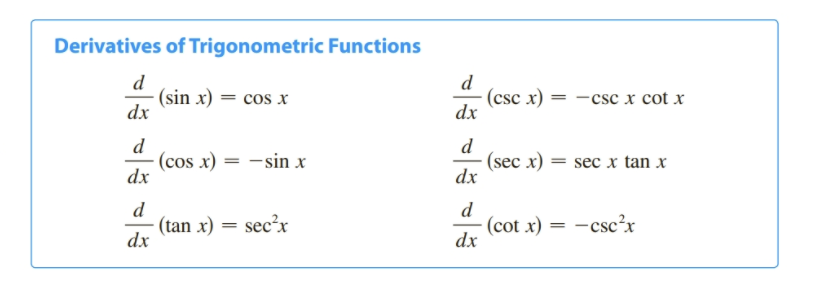 Derivatives of Trigonometric Functions
d/dx (sin x) = cos x
d/dx (csc x) = −csc x cot x
d/dx (cos x) = −sin x
d/dx (sec x) = sec x tan x
d/dx (tan x) = sec²x
d/dx (cot x) = −csc²x